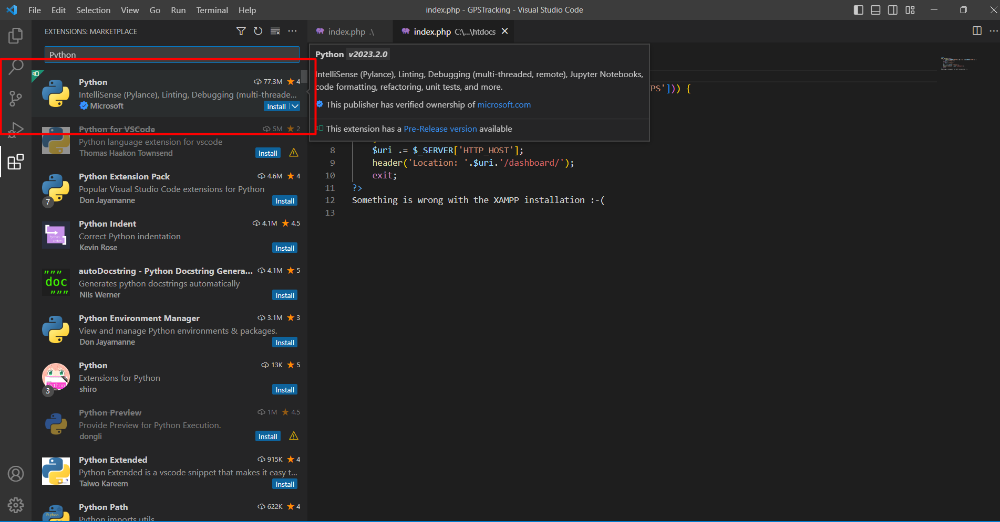 File Edit Selection View Go Run Terminal Help
index.php - GPSTracking - Visual Studio Code
EXTENSIONS: MARKETPLACE
Python
Python 77.3M 4
IntelliSense (Pylance), Linting, Debugging (multi-threade...
Microsoft Install
Python for VSCode 5M 2
Python language extension for vscode
Thomas Haakon Townsend Install
Python Extension Pack 4.6M 4
Popular Visual Studio Code extensions for Python
7 Don Jayamanne Install
Python Indent 4.1M 4.5
Correct Python indentation
Kevin Rose Install
""" doc """
autoDocstring - Python Docstring Genera... 4.1M 5
Generates python docstrings automatically
Nils Werner Install
Python Environment Manager 3.1M 3
View and manage Python environments & packages.
Don Jayamanne Install
Python 13K 5
Extensions for Python
3 shiro Install
Python Preview 1M 4.5
Provide Preview for Python Execution.
dongli Install
Python Extended 915K 4
Python Extended is a vscode snippet that makes it easy t...
Taiwo Kareem Install
Python Path 622K 4
Python imports utils
index.php .\
index.php C:\...\htdocs
Python v2023.2.0
IntelliSense (Pylance), Linting, Debugging (multi-threaded, remote), Jupyter Notebooks,
code formatting, refactoring, unit tests, and more.
This publisher has verified ownership of microsoft.com
This extension has a Pre-Release version available
PS'])) {
8 $uri .= $_SERVER['HTTP_HOST'];
9 header('Location: '.$uri.'/dashboard/');
10 exit;
11 ?>
12 Something is wrong with the XAMPP installation :-(
13